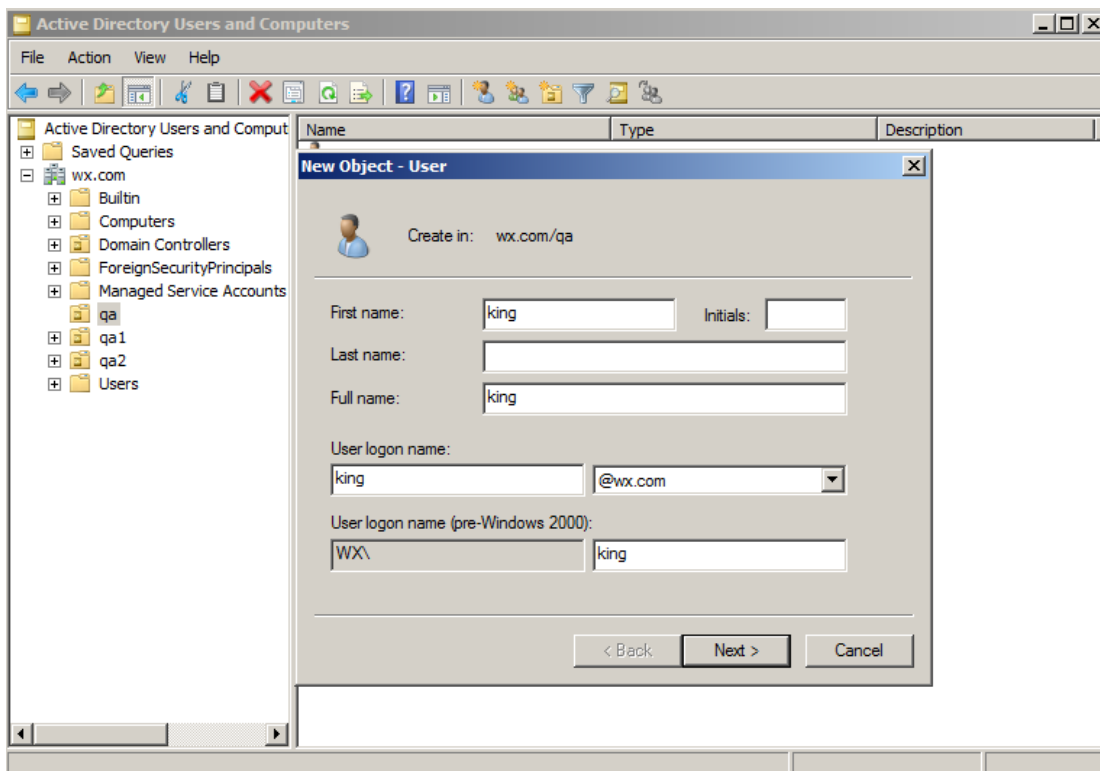 Active Directory Users and Computers
File Action View Help
Active Directory Users and Comput
Name Type Description
Saved Queries
wx.com
Builtin
Computers
Domain Controllers
ForeignSecurityPrincipals
Managed Service Accounts
qa
qa1
qa2
Users
New Object - User
Create in: wx.com/qa
First name: king Initials:
Last name:
Full name: king
User logon name:
king @wx.com
User logon name (pre-Windows 2000):
WX\ king
< Back Next > Cancel